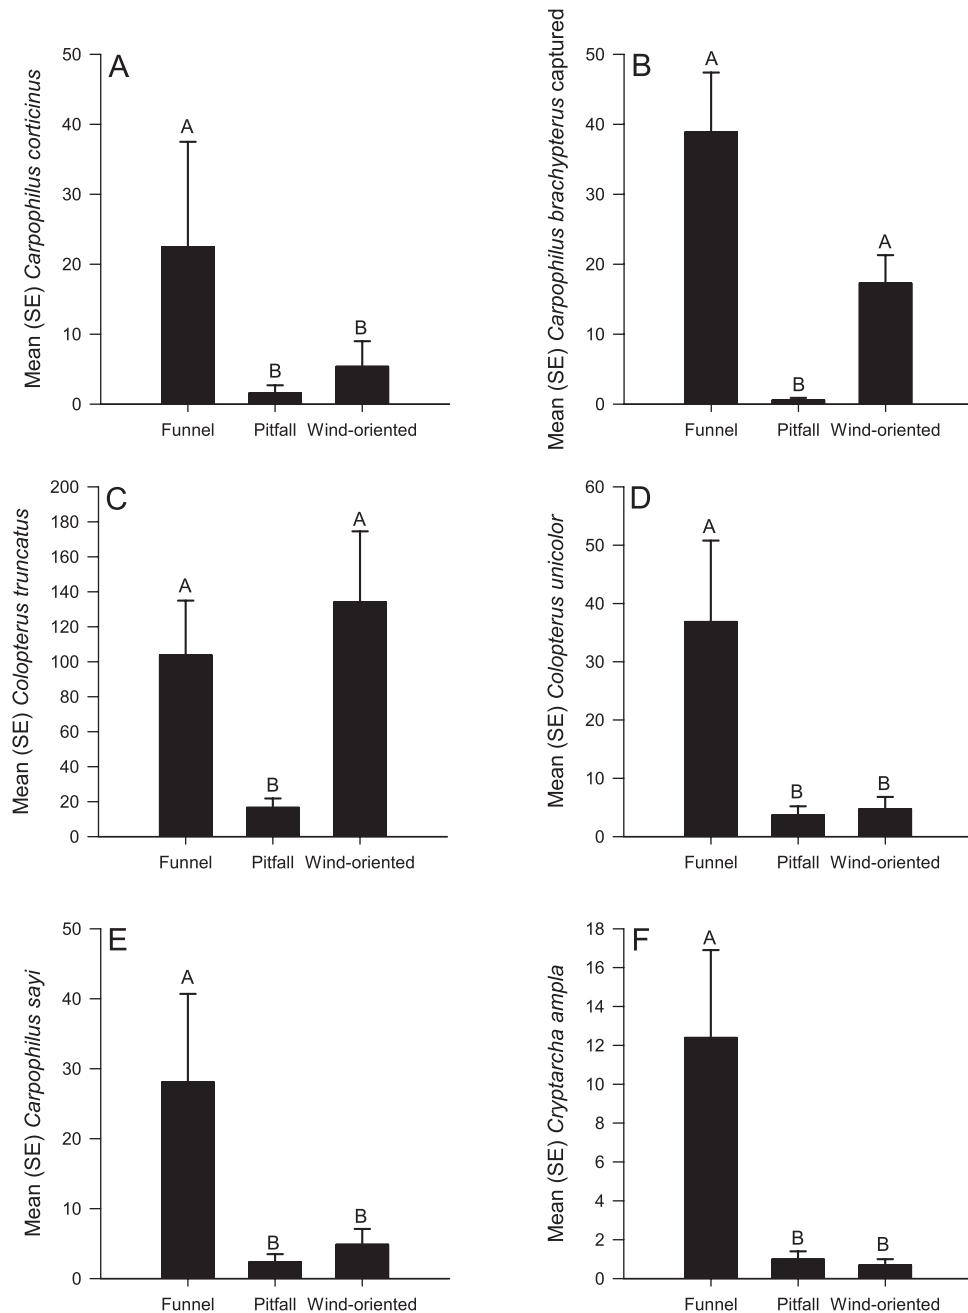 A
Mean (SE) Carpophilus corticinus
50
40
30
20
10
0
A
B
B
Funnel Pitfall Wind-oriented
B
Mean (SE) Carpophilus brachypterus captured
50
40
30
20
10
0
A
B
A
Funnel Pitfall Wind-oriented
C
Mean (SE) Colopterus truncatus
200
180
160
140
120
100
80
60
40
20
0
A
B
A
Funnel Pitfall Wind-oriented
D
Mean (SE) Colopterus unicolor
60
50
40
30
20
10
0
A
B
B
Funnel Pitfall Wind-oriented
E
Mean (SE) Carpophilus sayi
50
40
30
20
10
0
A
B
B
Funnel Pitfall Wind-oriented
F
Mean (SE) Cryptarcha ampla
18
16
14
12
10
8
6
4
2
0
A
B
B
Funnel Pitfall Wind-oriented